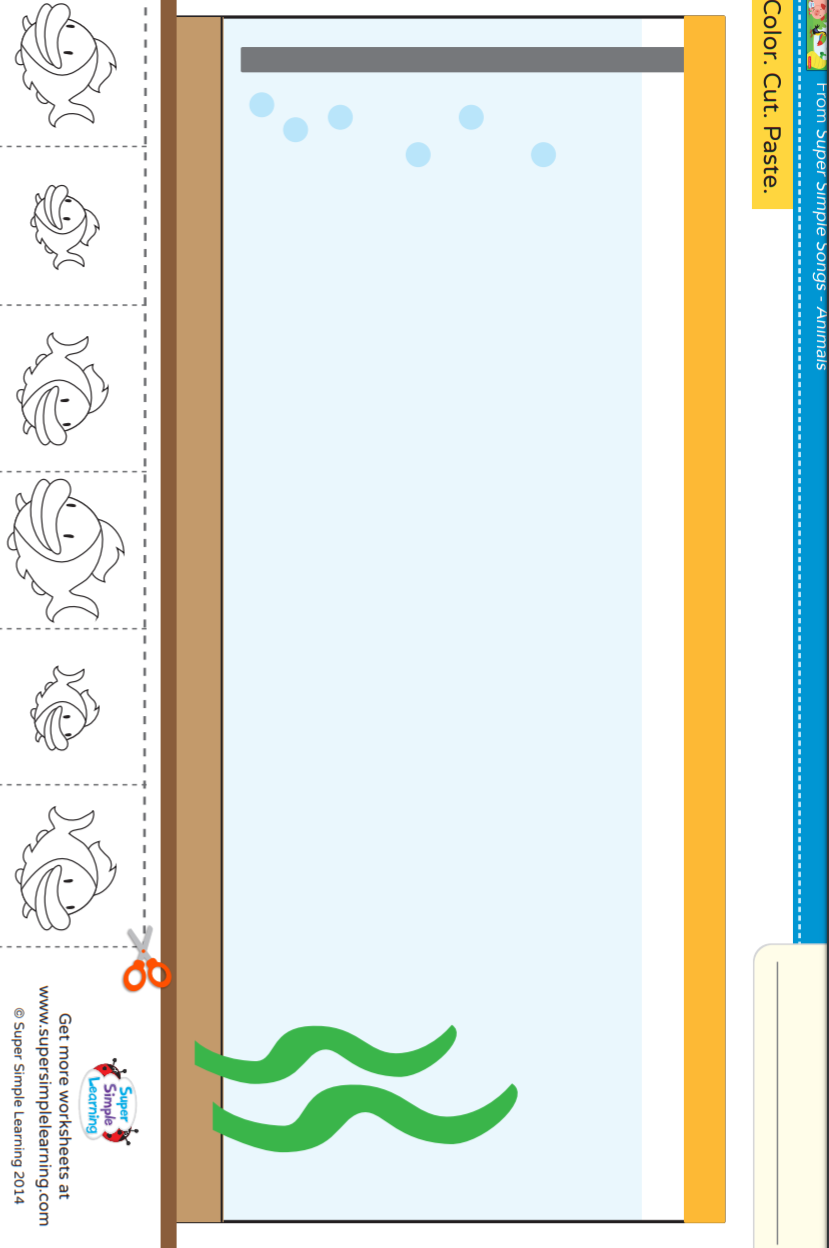 From Super Simple Songs - Animals
Color. Cut. Paste.
Super
Simple
Learning
Get more worksheets at
www.supersimplelearning.com
© Super Simple Learning 2014